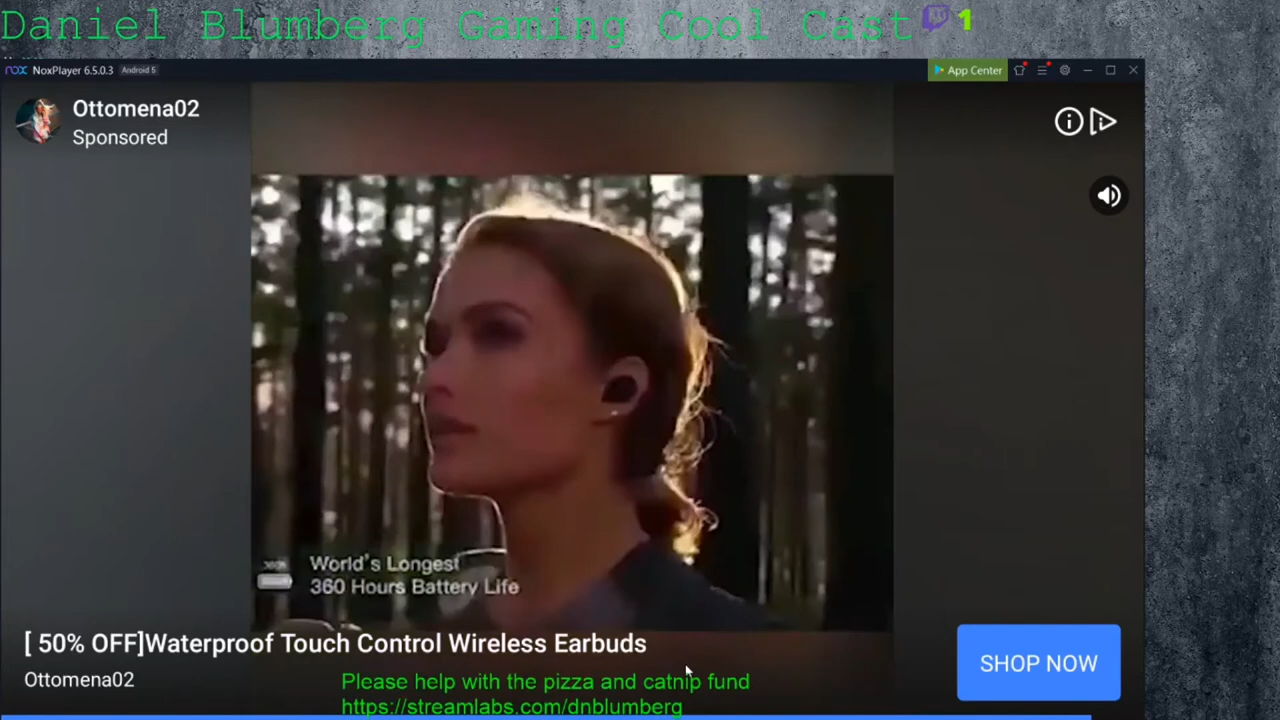 Daniel Blumberg Gaming Cool Cast 1
nox NoxPlayer 6.5.0.3 Android 5
App Center
Ottomena02
Sponsored
World's Longest
360 Hours Battery Life
[ 50% OFF]Waterproof Touch Control Wireless Earbuds
Ottomena02
SHOP NOW
Please help with the pizza and catnip fund
https://streamlabs.com/dnblumberg